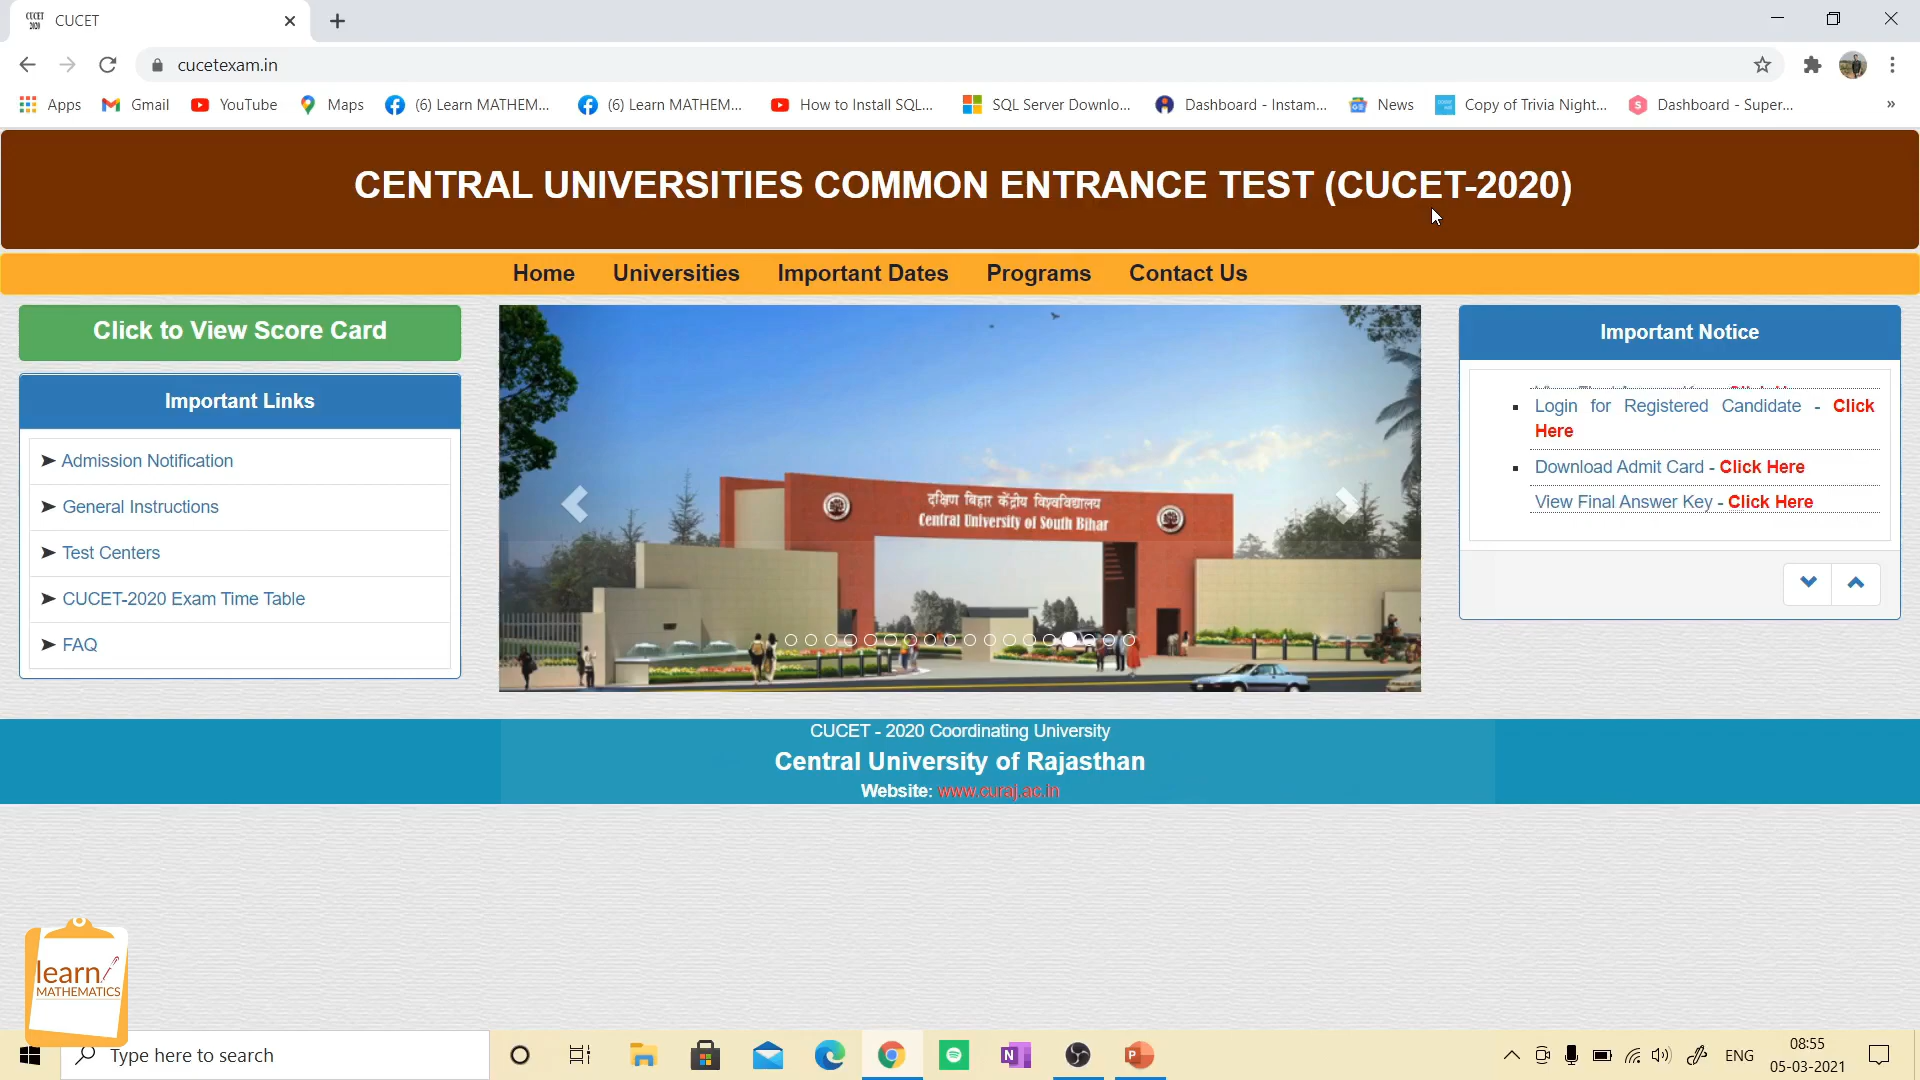 CUCET
2020
CUCET
cucetexam.in
Apps
Gmail
YouTube
Maps
(6) Learn MATHEM...
(6) Learn MATHEM...
How to Install SQL...
SQL Server Downlo...
Dashboard - Instam...
News
Copy of Trivia Night...
Dashboard - Super...
»
CENTRAL UNIVERSITIES COMMON ENTRANCE TEST (CUCET-2020)
Home
Universities
Important Dates
Programs
Contact Us
Click to View Score Card
Important Links
➤ Admission Notification
➤ General Instructions
➤ Test Centers
➤ CUCET-2020 Exam Time Table
➤ FAQ
दक्षिण बिहार केंद्रीय विश्वविद्यालय
Central University of South Bihar
Important Notice
Login for Registered Candidate - Click
Here
Download Admit Card - Click Here
View Final Answer Key - Click Here
CUCET - 2020 Coordinating University
Central University of Rajasthan
Website: www.curaj.ac.in
learn
MATHEMATICS
Type here to search
ENG
08:55
05-03-2021